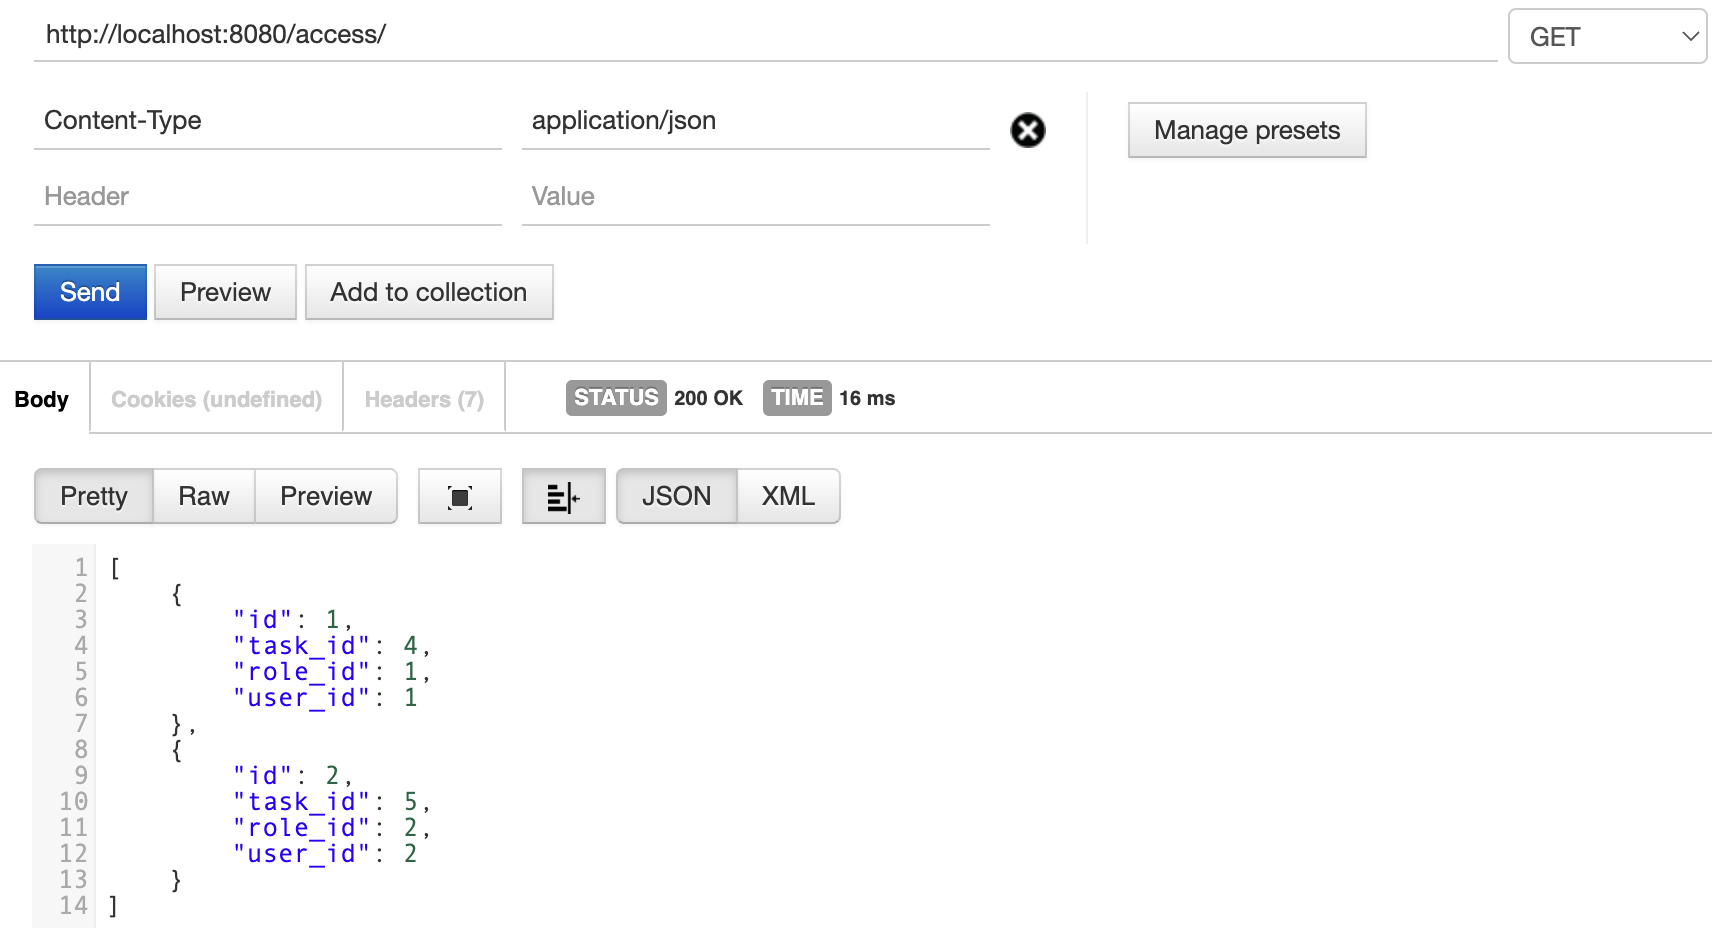 http://localhost:8080/access/ GET
Content-Type application/json Manage presets
Header Value
Send Preview Add to collection
Body Cookies (undefined) Headers (7) STATUS 200 OK TIME 16 ms
Pretty Raw Preview JSON XML
1 [
2 {
3 "id": 1,
4 "task_id": 4,
5 "role_id": 1,
6 "user_id": 1
7 },
8 {
9 "id": 2,
10 "task_id": 5,
11 "role_id": 2,
12 "user_id": 2
13 }
14 ]